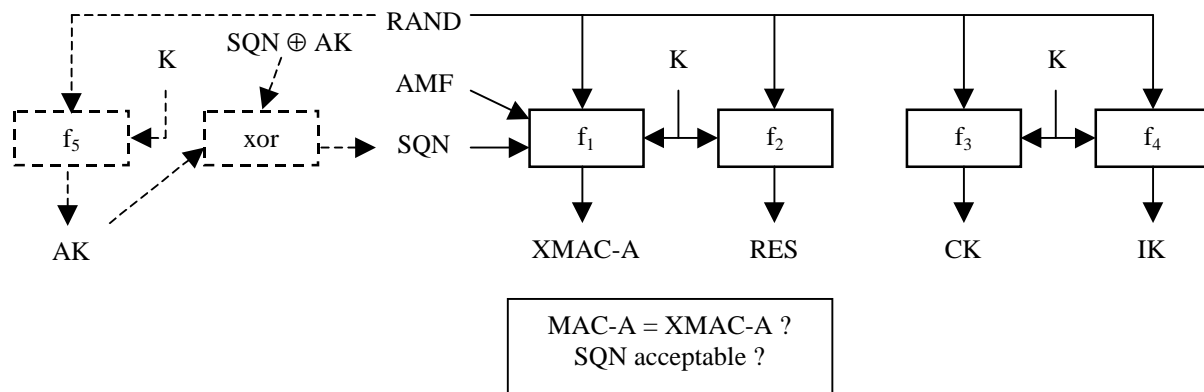 RAND
SQN ⊕ AK
K
K
K
AMF
f5
xor
SQN
f1
f2
f3
f4
AK
XMAC-A
RES
CK
IK
MAC-A = XMAC-A ?
SQN acceptable ?